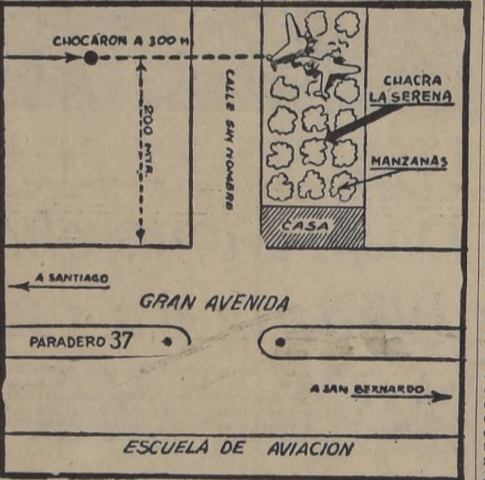 CHOCARON A 300 M.
CHACRA
LA SERENA
200 MTR.
CALLE SIN NOMBRE
MANZANAS
CASA
A SANTIAGO
GRAN AVENIDA
PARADERO 37
A SAN BERNARDO
ESCUELA DE AVIACION